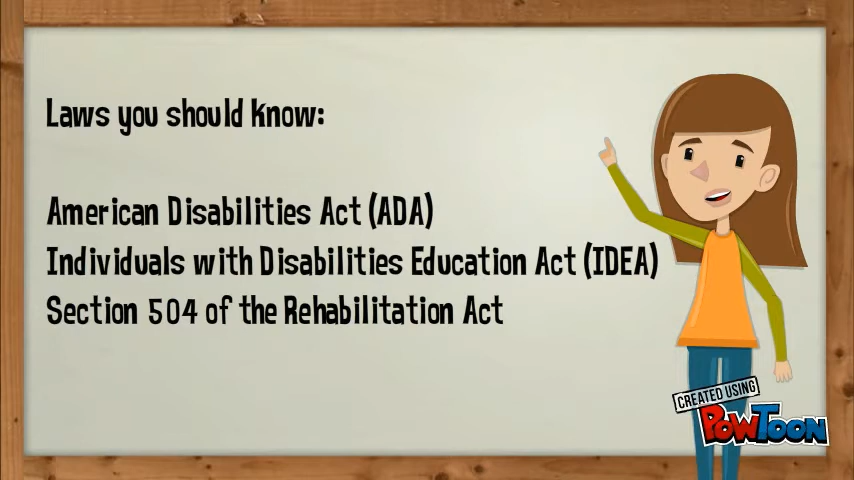 Laws you should know:
American Disabilities Act (ADA)
Individuals with Disabilities Education Act (IDEA)
Section 504 of the Rehabilitation Act
CREATED USING
POWTOON